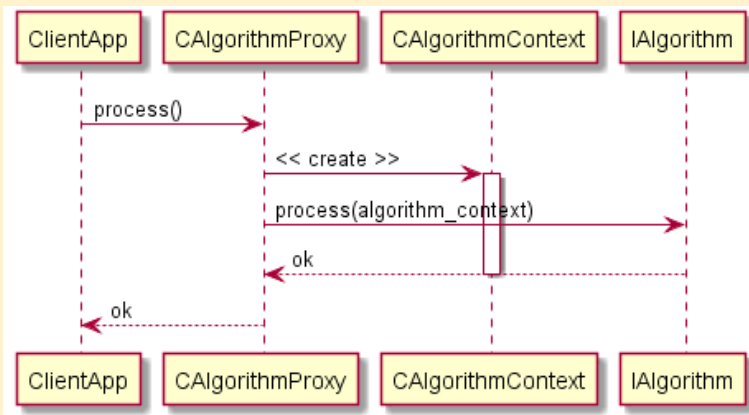 ClientApp CAlgorithmProxy CAlgorithmContext IAlgorithm
process()
<< create >>
process(algorithm_context)
ok
ok
ClientApp CAlgorithmProxy CAlgorithmContext IAlgorithm